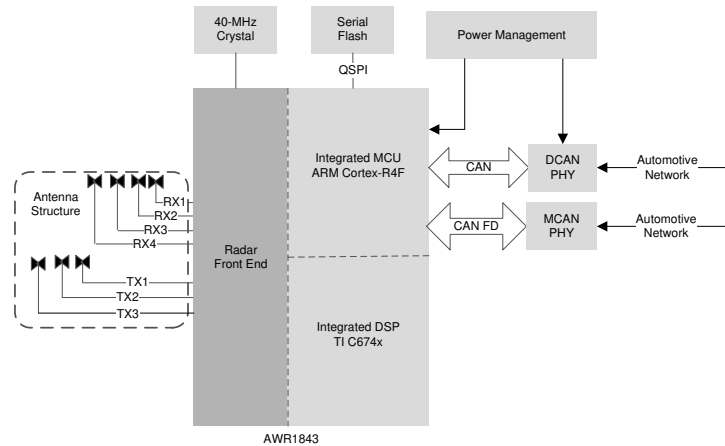 40-MHz
Crystal
Serial
Flash
Power Management
QSPI
Integrated MCU
ARM Cortex-R4F
CAN
DCAN
PHY
Automotive
Network
CAN FD
MCAN
PHY
Automotive
Network
Antenna
Structure
RX1
RX2
RX3
RX4
Radar
Front End
TX1
TX2
TX3
Integrated DSP
TI C674x
AWR1843